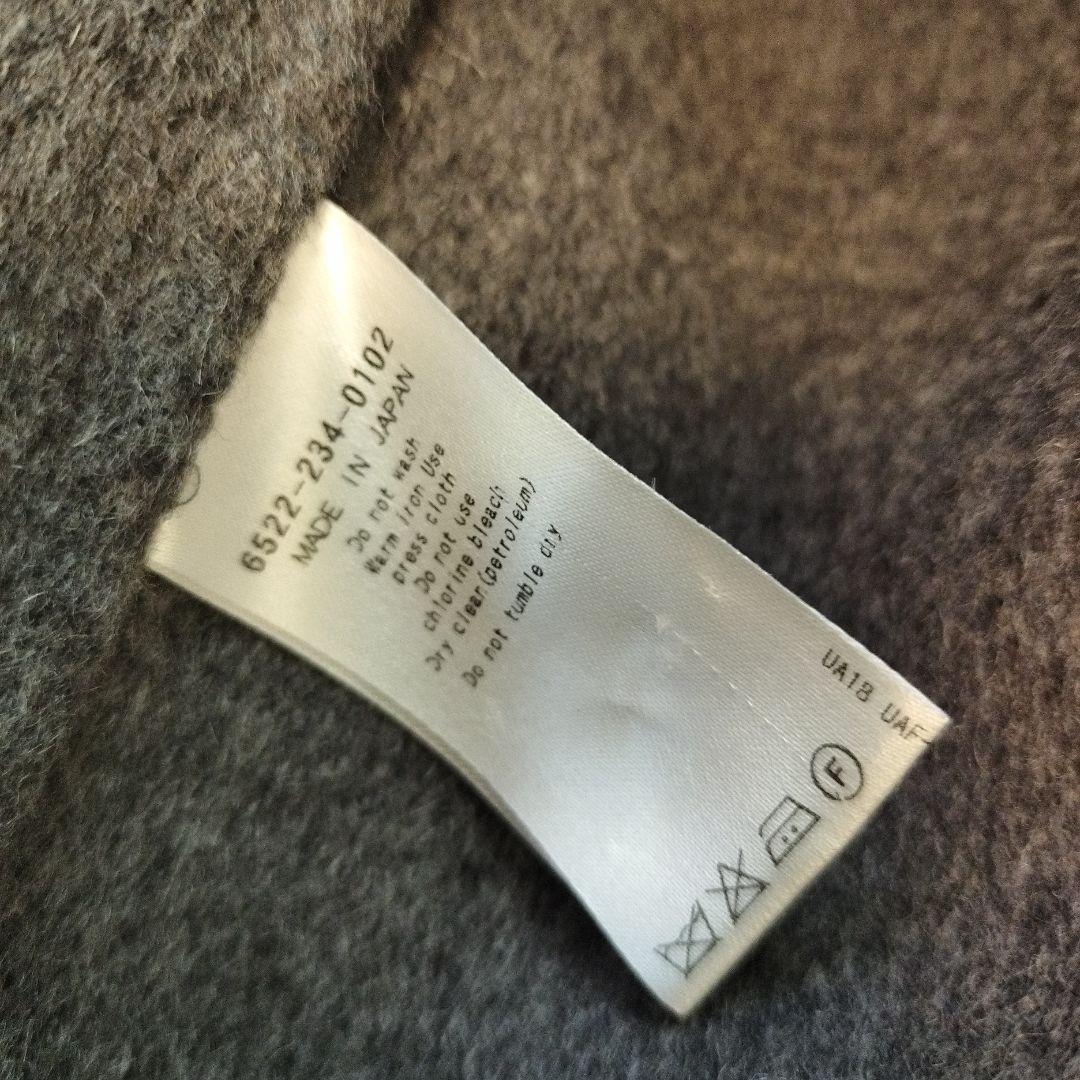 6522-234-0102
MADE IN JAPAN
Do not wash
Warm iron Use
press cloth
Do not use
chlorine bleach
Dry clean(petroleum)
Do not tumble dry
UA18 UAF-
F